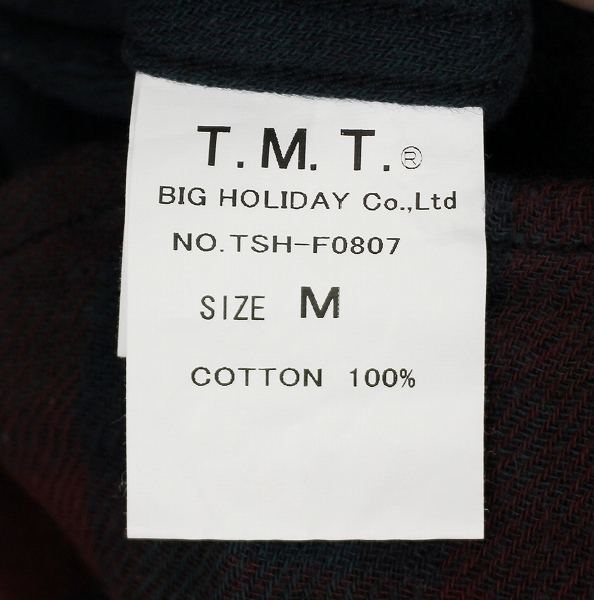 T.M.T.®
BIG HOLIDAY Co.,Ltd
NO.TSH-F0807
SIZE M
COTTON 100%